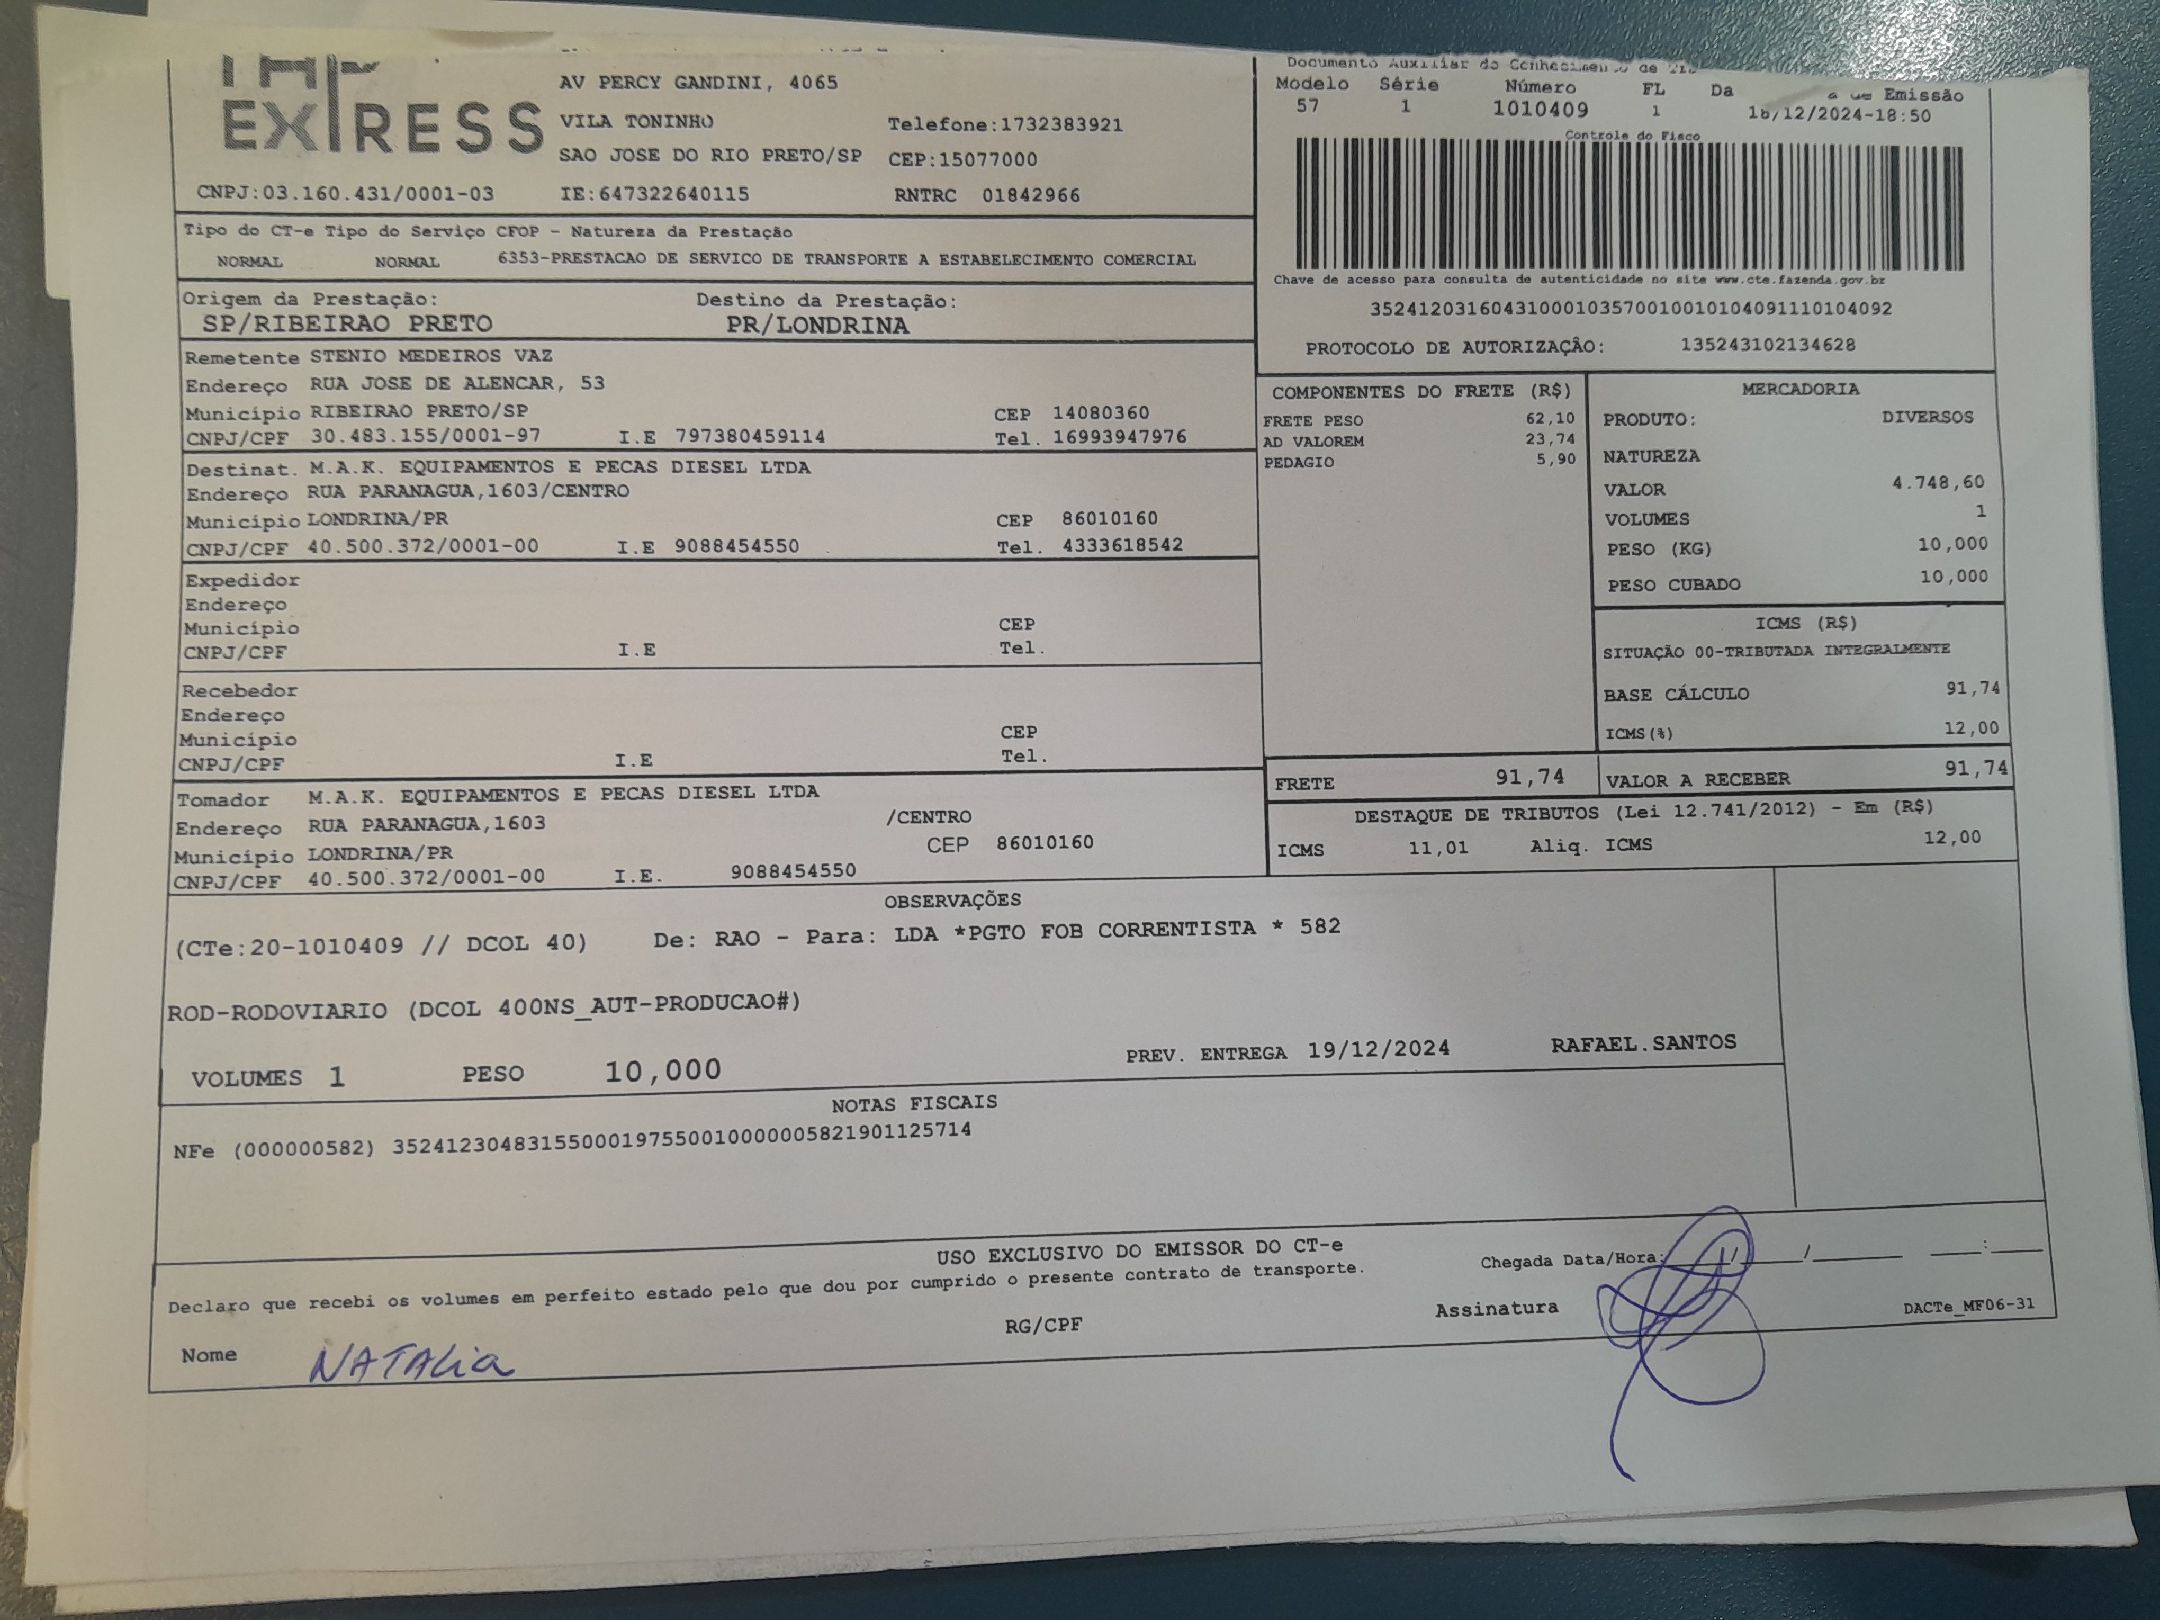 EXPRESS
AV PERCY GANDINI, 4065
VILA TONINHO Telefone:1732383921
SAO JOSE DO RIO PRETO/SP CEP:15077000
CNPJ:03.160.431/0001-03 IE:647322640115 RNTRC 01842966
Documento Auxiliar do Conhecimento de
Modelo Série Número FL Da de Emissão
57 1 1010409 1 18/12/2024-18:50
Controle do Fisco
Chave de acesso para consulta de autenticidade no site www.cte.fazenda.gov.br
35241203160431000103570010010104091110104092
PROTOCOLO DE AUTORIZAÇÃO: 135243102134628
Tipo do CT-e Tipo do Serviço CFOP - Natureza da Prestação
NORMAL NORMAL 6353-PRESTACAO DE SERVICO DE TRANSPORTE A ESTABELECIMENTO COMERCIAL
Origem da Prestação: Destino da Prestação:
SP/RIBEIRAO PRETO PR/LONDRINA
Remetente STENIO MEDEIROS VAZ
Endereço RUA JOSE DE ALENCAR, 53
Município RIBEIRAO PRETO/SP CEP 14080360
CNPJ/CPF 30.483.155/0001-97 I.E 797380459114 Tel. 16993947976
Destinat. M.A.K. EQUIPAMENTOS E PECAS DIESEL LTDA
Endereço RUA PARANAGUA,1603/CENTRO
Município LONDRINA/PR CEP 86010160
CNPJ/CPF 40.500.372/0001-00 I.E 9088454550 Tel. 4333618542
Expedidor
Endereço
Município CEP
CNPJ/CPF I.E Tel.
Recebedor
Endereço
Município CEP
CNPJ/CPF I.E Tel.
Tomador M.A.K. EQUIPAMENTOS E PECAS DIESEL LTDA
Endereço RUA PARANAGUA,1603 /CENTRO
Município LONDRINA/PR CEP 86010160
CNPJ/CPF 40.500.372/0001-00 I.E. 9088454550
COMPONENTES DO FRETE (R$)
FRETE PESO 62,10
AD VALOREM 23,74
PEDAGIO 5,90
MERCADORIA
PRODUTO: DIVERSOS
NATUREZA
VALOR 4.748,60
VOLUMES 1
PESO (KG) 10,000
PESO CUBADO 10,000
ICMS (R$)
SITUAÇÃO 00-TRIBUTADA INTEGRALMENTE
BASE CÁLCULO 91,74
ICMS(%) 12,00
FRETE 91,74 VALOR A RECEBER 91,74
DESTAQUE DE TRIBUTOS (Lei 12.741/2012) - Em (R$)
ICMS 11,01 Aliq. ICMS 12,00
OBSERVAÇÕES
(CTe:20-1010409 // DCOL 40) De: RAO - Para: LDA *PGTO FOB CORRENTISTA * 582
ROD-RODOVIARIO (DCOL 400NS_AUT-PRODUCAO#)
VOLUMES 1 PESO 10,000 PREV. ENTREGA 19/12/2024 RAFAEL.SANTOS
NOTAS FISCAIS
NFe (000000582) 35241230483155000197550010000005821901125714
USO EXCLUSIVO DO EMISSOR DO CT-e
Declaro que recebi os volumes em perfeito estado pelo que dou por cumprido o presente contrato de transporte.
Chegada Data/Hora: / / :
RG/CPF Assinatura DACTe_MF06-31
Nome NATALIA